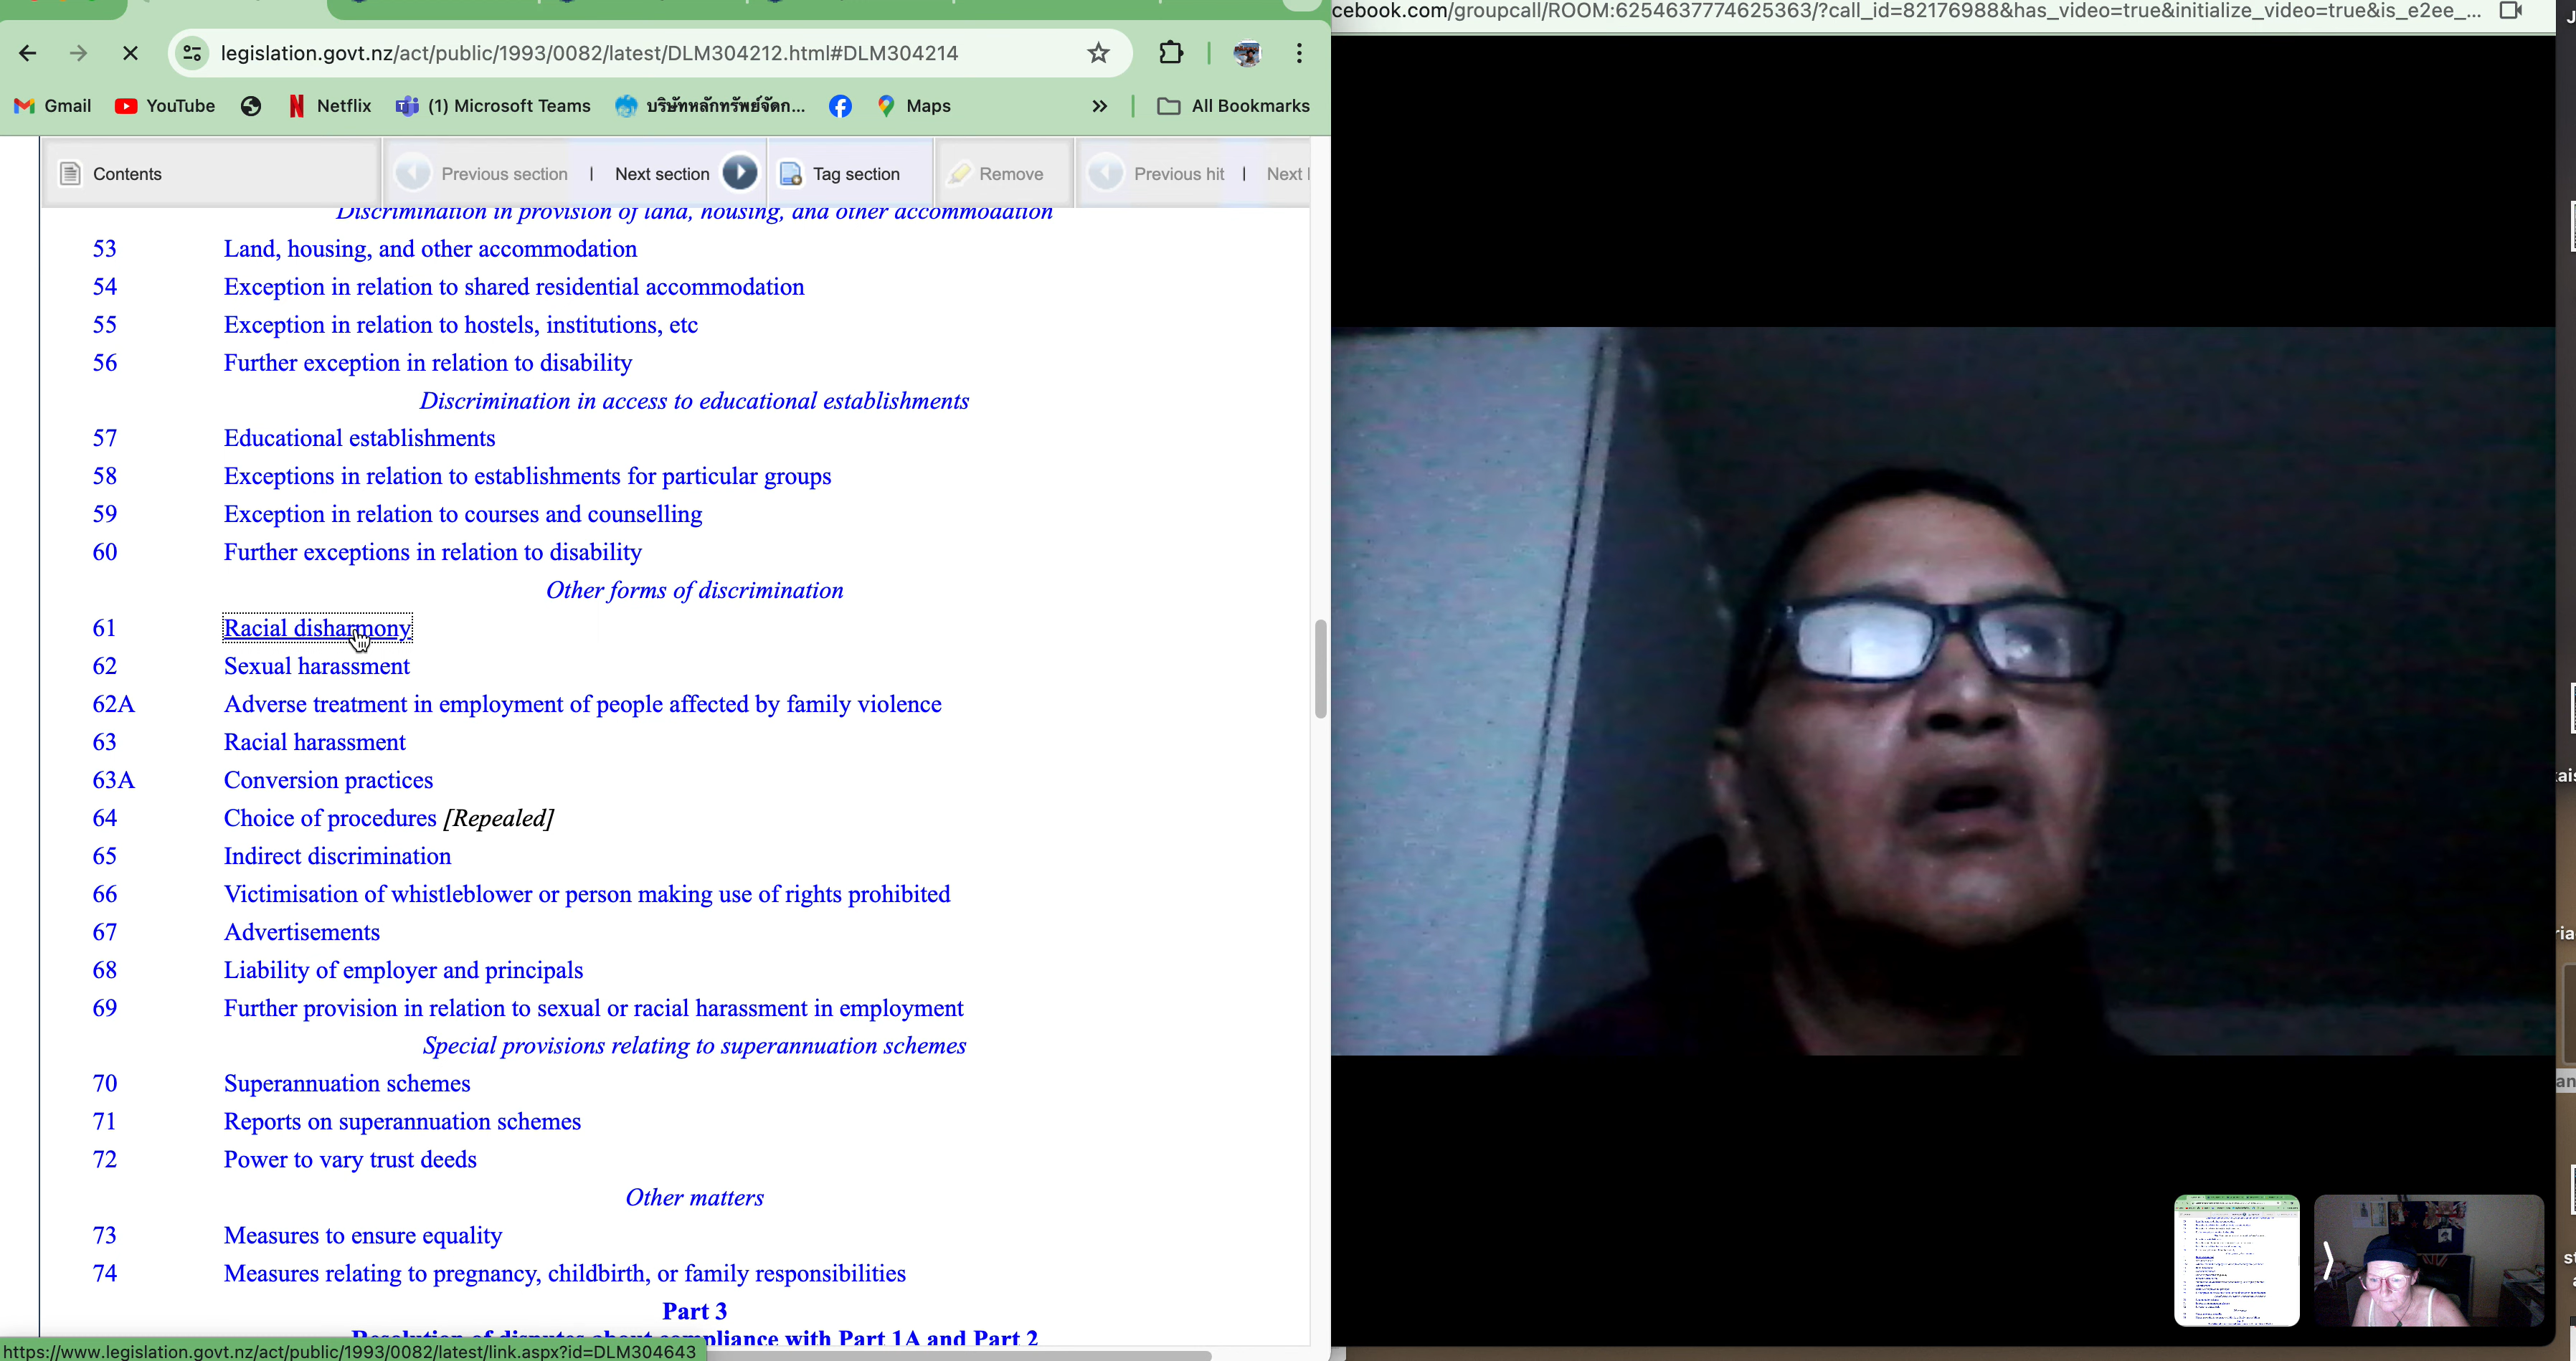 legislation.govt.nz/act/public/1993/0082/latest/DLM304212.html#DLM304214
cebook.com/groupcall/ROOM:6254637774625363/?call_id=82176988&has_video=true&initialize_video=true&is_e2ee_...
Gmail YouTube Netflix (1) Microsoft Teams บริษัทหลักทรัพย์จัดก... Maps » All Bookmarks
Contents Previous section | Next section Tag section Remove Previous hit | Next
Discrimination in provision of land, housing, and other accommodation
53 Land, housing, and other accommodation
54 Exception in relation to shared residential accommodation
55 Exception in relation to hostels, institutions, etc
56 Further exception in relation to disability
Discrimination in access to educational establishments
57 Educational establishments
58 Exceptions in relation to establishments for particular groups
59 Exception in relation to courses and counselling
60 Further exceptions in relation to disability
Other forms of discrimination
61 Racial disharmony
62 Sexual harassment
62A Adverse treatment in employment of people affected by family violence
63 Racial harassment
63A Conversion practices
64 Choice of procedures [Repealed]
65 Indirect discrimination
66 Victimisation of whistleblower or person making use of rights prohibited
67 Advertisements
68 Liability of employer and principals
69 Further provision in relation to sexual or racial harassment in employment
Special provisions relating to superannuation schemes
70 Superannuation schemes
71 Reports on superannuation schemes
72 Power to vary trust deeds
Other matters
73 Measures to ensure equality
74 Measures relating to pregnancy, childbirth, or family responsibilities
Part 3
Resolution of disputes about compliance with Part 1A and Part 2
https://www.legislation.govt.nz/act/public/1993/0082/latest/link.aspx?id=DLM304643